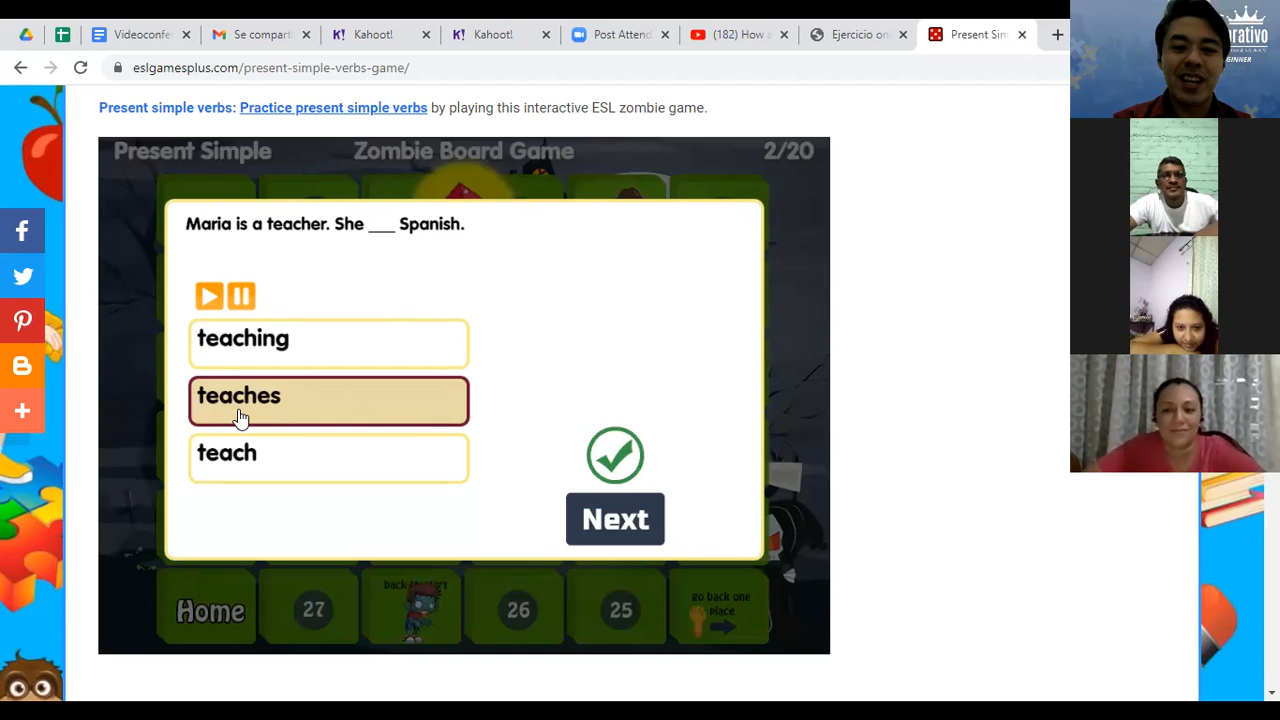 Videoconfe
Se compart
Kahoot!
Kahoot!
Post Attend
(182) How
Ejercicio on
Present Sim
eslgamesplus.com/present-simple-verbs-game/
Present simple verbs: Practice present simple verbs by playing this interactive ESL zombie game.
Present Simple
Zombie Board Game
2/20
Maria is a teacher. She ___ Spanish.
teaching
teaches
teach
Next
Home
27
back to start
26
25
go back one
place